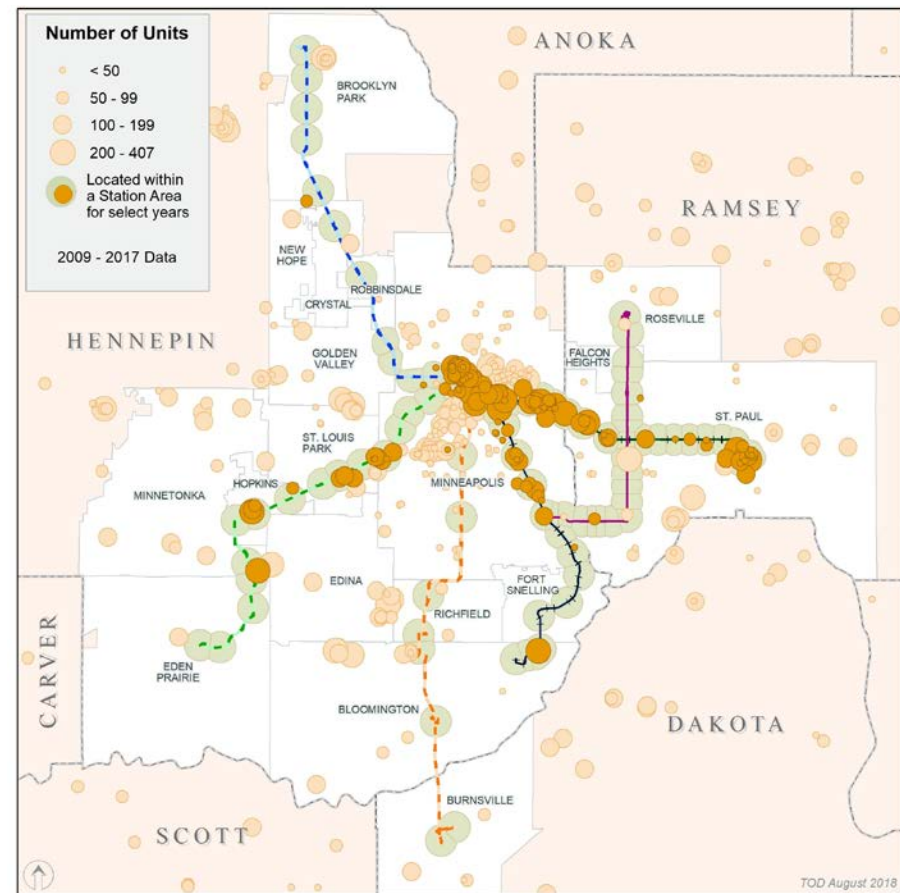 Number of Units
< 50
50 - 99
100 - 199
200 - 407
Located within
a Station Area
for select years
2009 - 2017 Data
ANOKA
BROOKLYN
PARK
RAMSEY
NEW
HOPE
ROBBINSDALE
CRYSTAL
ROSEVILLE
HENNEPIN
GOLDEN
VALLEY
FALCON
HEIGHTS
ST. PAUL
ST. LOUIS
PARK
HOPKINS
MINNETONKA
MINNEAPOLIS
EDINA
FORT
SNELLING
RICHFIELD
CARVER
EDEN
PRAIRIE
BLOOMINGTON
DAKOTA
BURNSVILLE
SCOTT
TOD August 2018